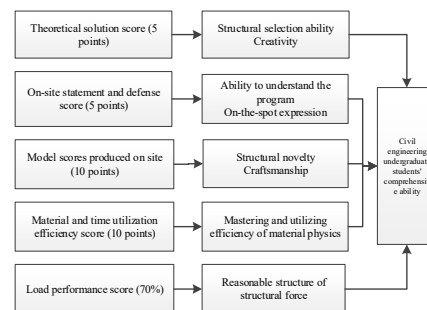 Theoretical solution score (5
points)
Structural selection ability
Creativity
On-site statement and defense
score (5 points)
Ability to understand the
program
On-the-spot expression
Model scores produced on site
(10 points)
Structural novelty
Craftsmanship
Material and time utilization
efficiency score (10 points)
Mastering and utilizing
efficiency of material physics
Load performance score (70%)
Reasonable structure of
structural force
Civil
engineering
undergraduate
students'
comprehensiv
e ability